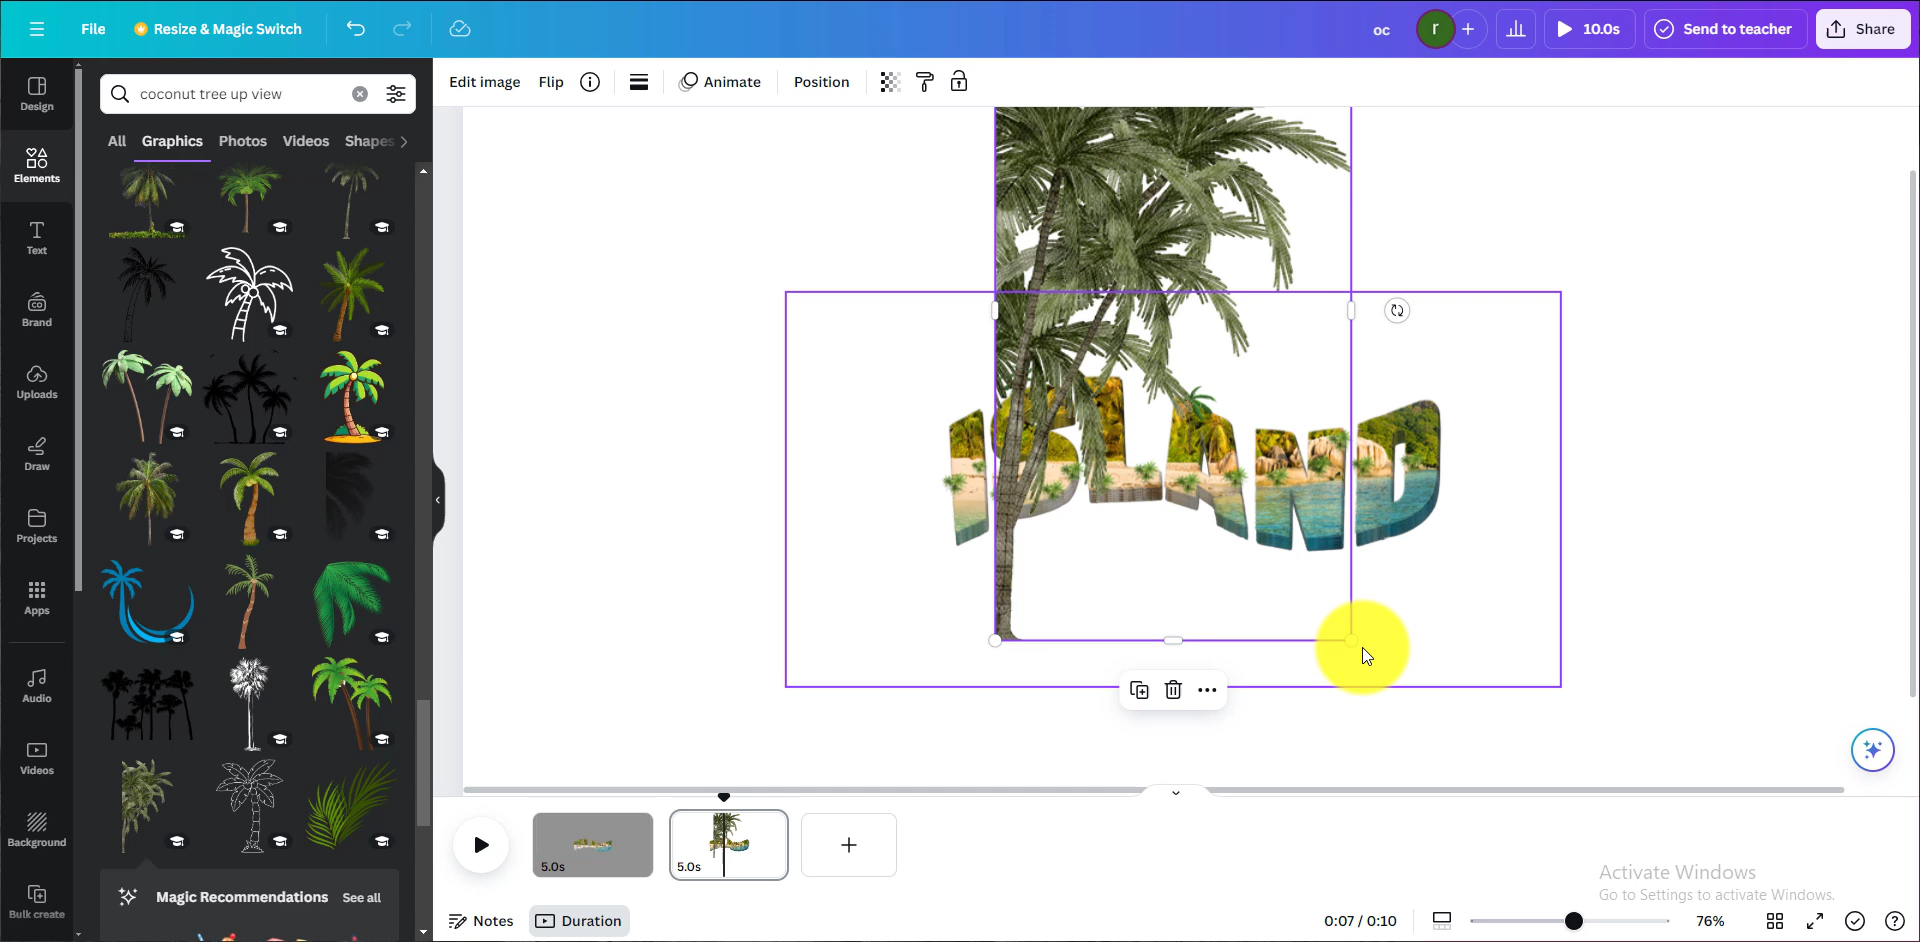 File
Resize & Magic Switch
oc
r
10.0s
Send to teacher
Share
Design
Elements
Text
Brand
Uploads
Draw
Projects
Apps
Audio
Videos
Background
Bulk create
coconut tree up view
All Graphics Photos Videos Shapes
Edit image Flip Animate Position
ISLAND
Magic Recommendations See all
5.0s
5.0s
Notes Duration
0:07 / 0:10
76%
Activate Windows
Go to Settings to activate Windows.